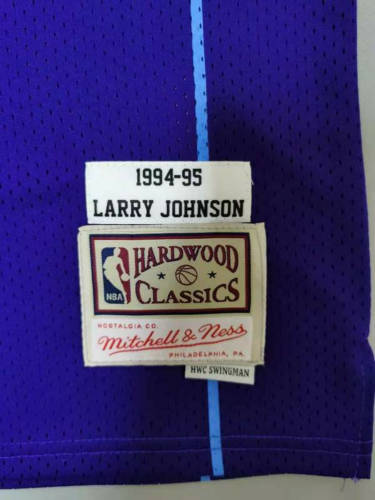 1994-95
LARRY JOHNSON
HARDWOOD
CLASSICS
NBA
NOSTALGIA CO.
Mitchell & Ness
PHILADELPHIA, PA.
HWC SWINGMAN